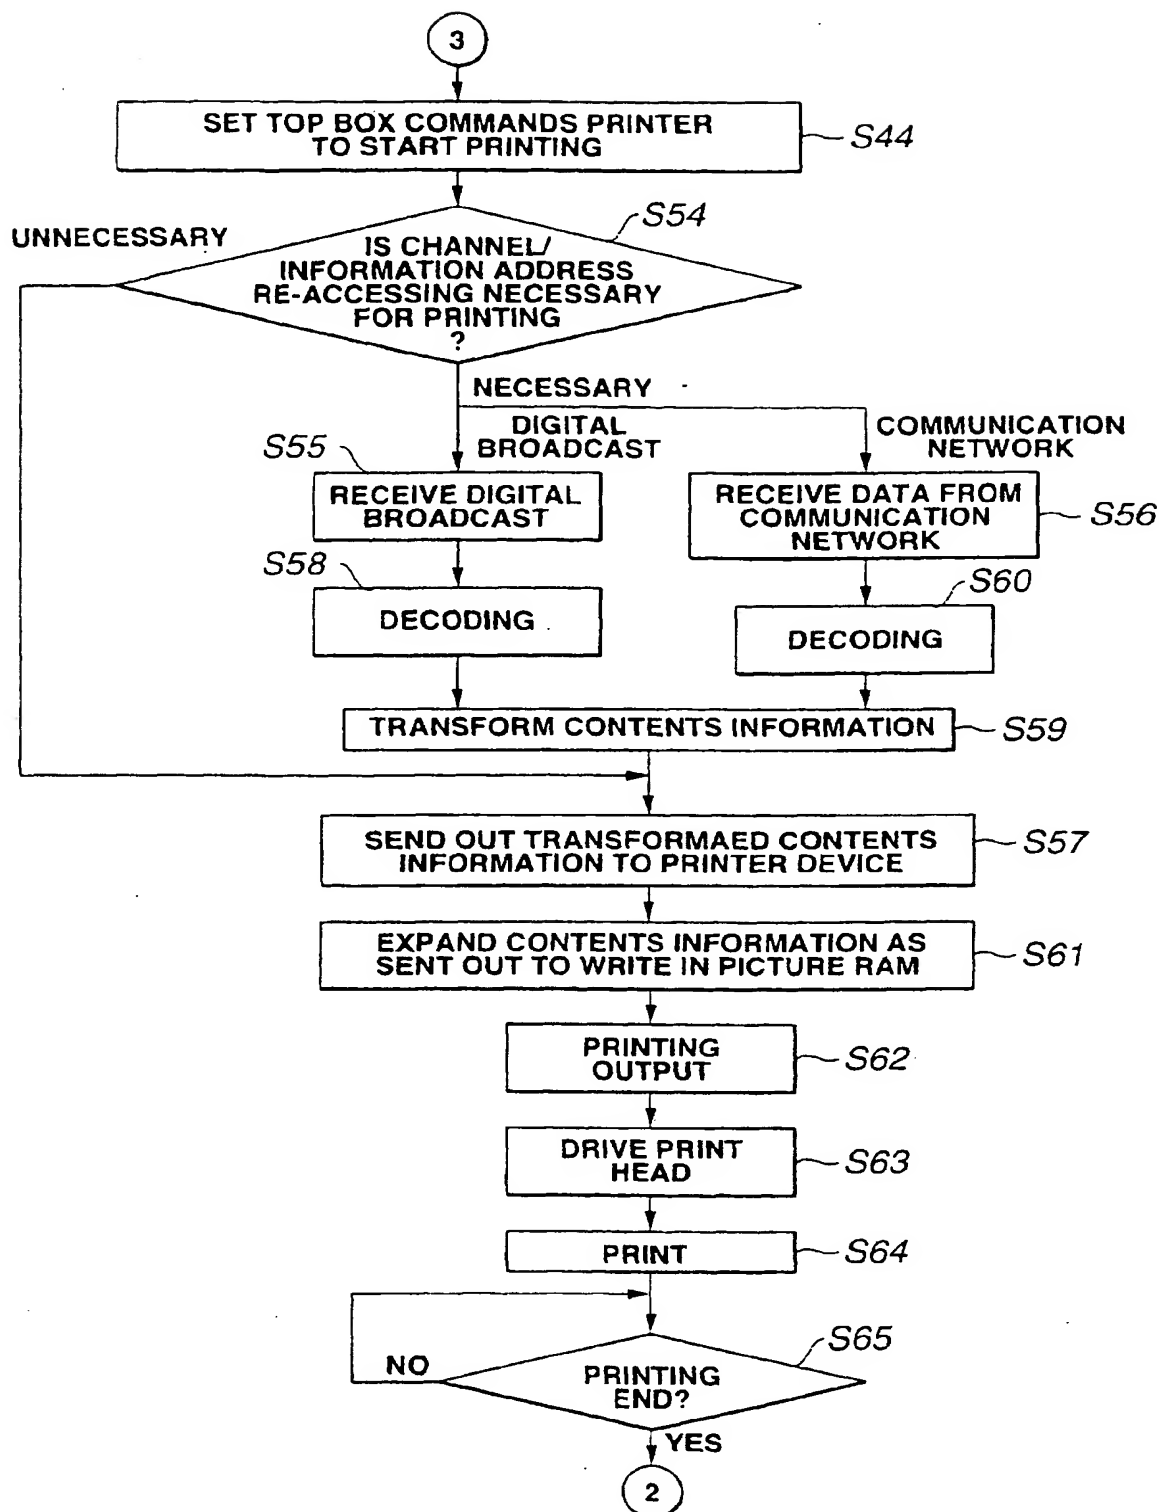 3
SET TOP BOX COMMANDS PRINTER
TO START PRINTING
S44
S54
UNNECESSARY
IS CHANNEL/
INFORMATION ADDRESS
RE-ACCESSING NECESSARY
FOR PRINTING
?
NECESSARY
DIGITAL
BROADCAST
COMMUNICATION
NETWORK
S55
RECEIVE DIGITAL
BROADCAST
RECEIVE DATA FROM
COMMUNICATION
NETWORK
S56
S58
DECODING
S60
DECODING
TRANSFORM CONTENTS INFORMATION
S59
SEND OUT TRANSFORMAED CONTENTS
INFORMATION TO PRINTER DEVICE
S57
EXPAND CONTENTS INFORMATION AS
SENT OUT TO WRITE IN PICTURE RAM
S61
PRINTING
OUTPUT
S62
DRIVE PRINT
HEAD
S63
PRINT
S64
S65
NO
PRINTING
END?
YES
2